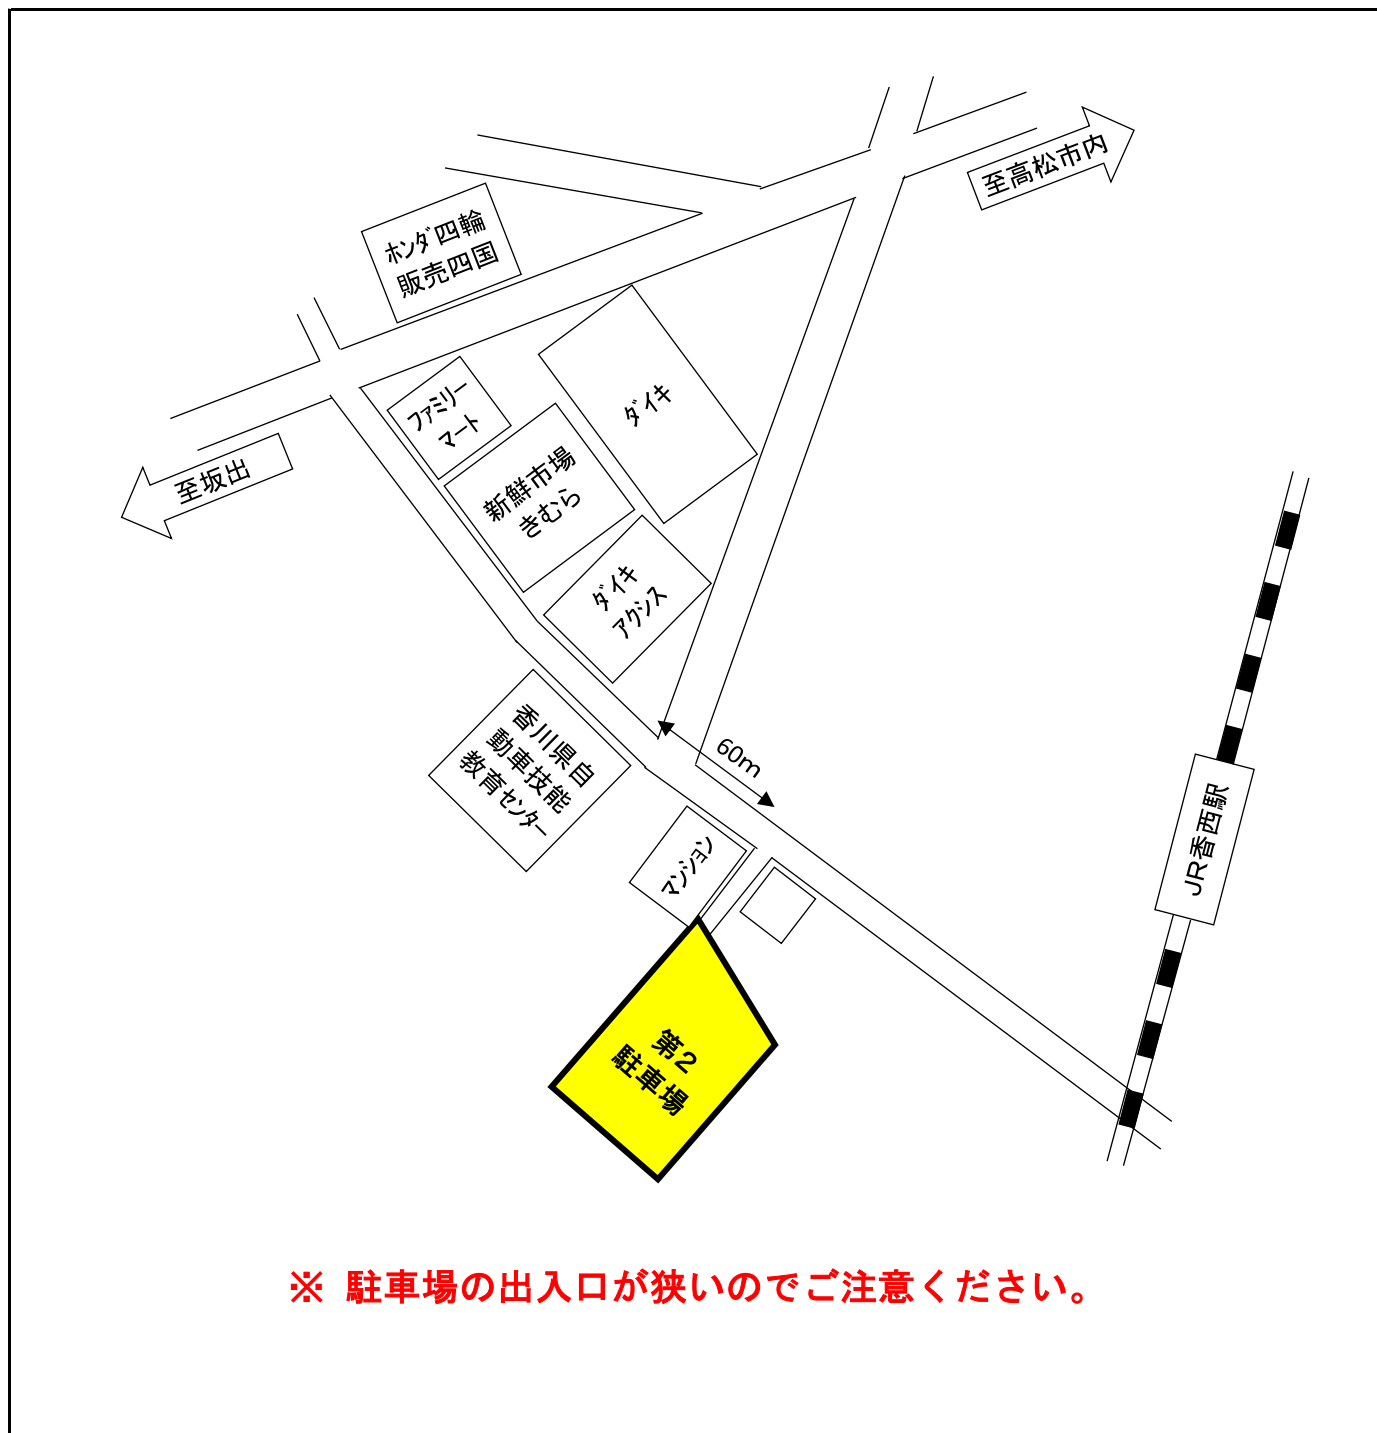 至高松市内
ﾎﾝﾀﾞ四輪
販売四国
ファミリー
マート
ﾀﾞｲｷ
至坂出
新鮮市場
きむら
ﾀﾞｲｷ
ｱｸｼｽ
香川県自
動車技能
教育ｾﾝﾀｰ
60m
マンション
JR香西駅
第2
駐車場
※ 駐車場の出入口が狭いのでご注意ください。